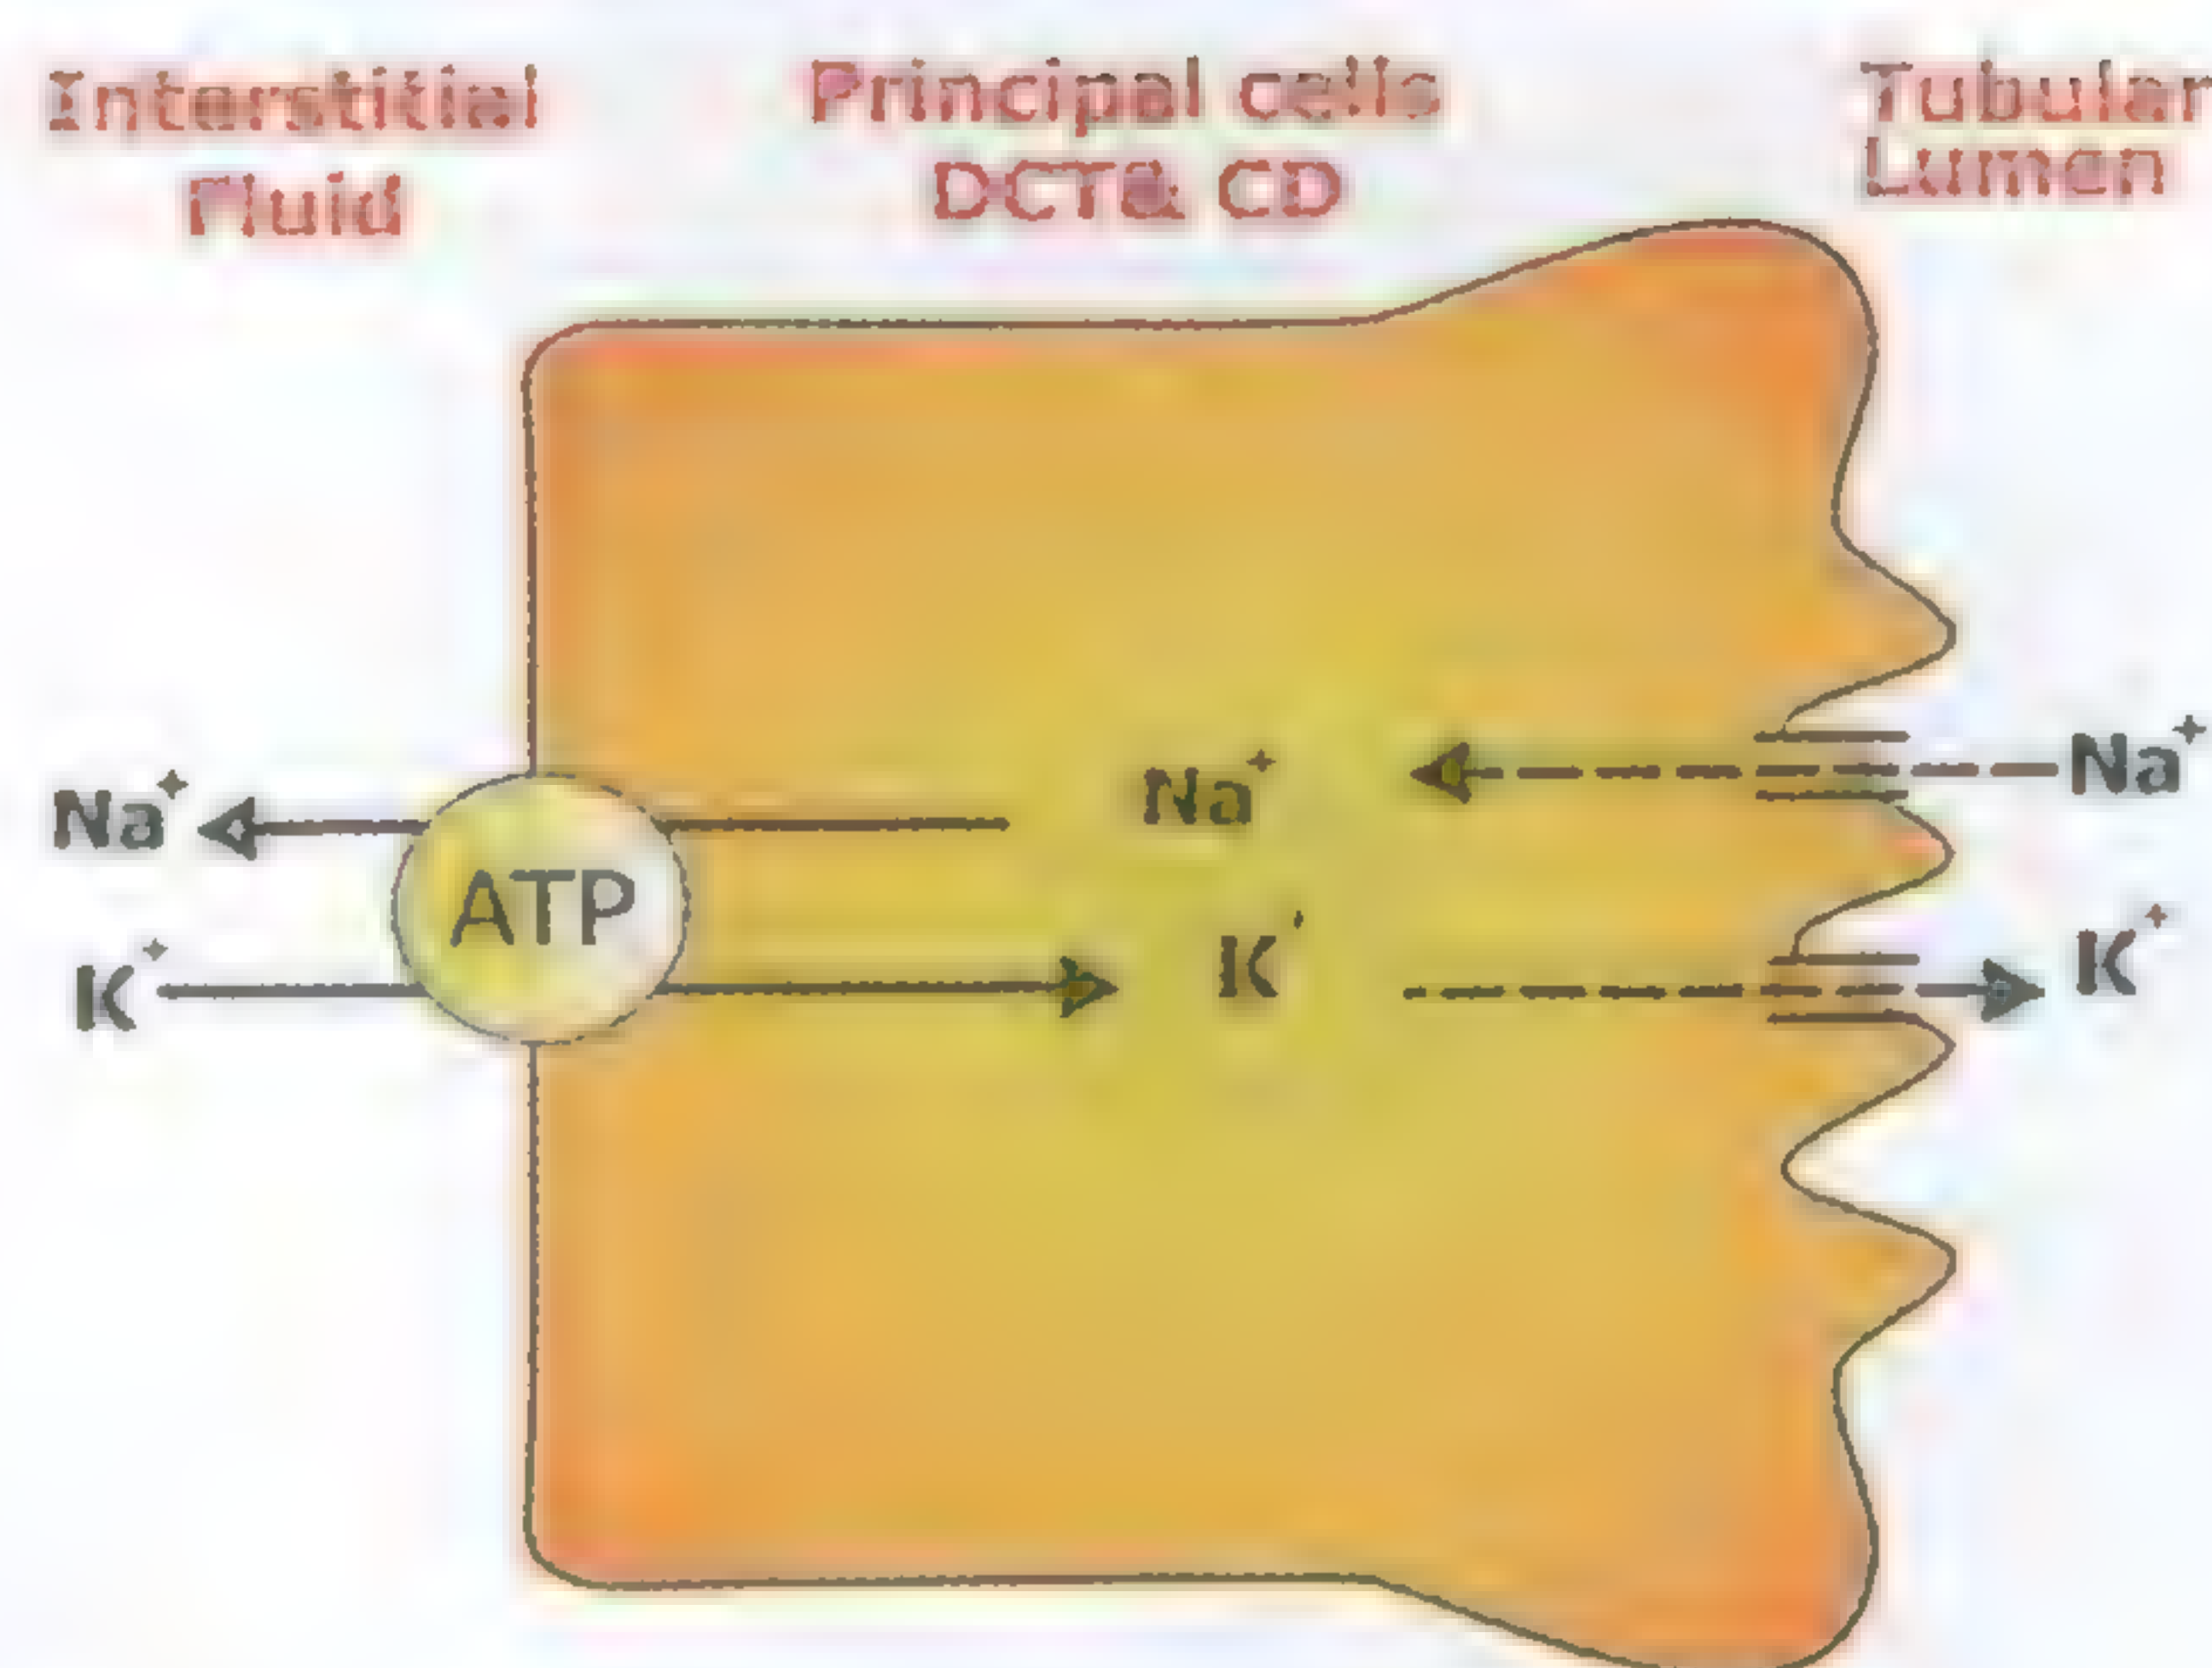 Interstitial
Fluid
Principal cells
DCT& CD
Tubular
Lumen
Na+
K+
ATP
Na+
K+
Na+
K+